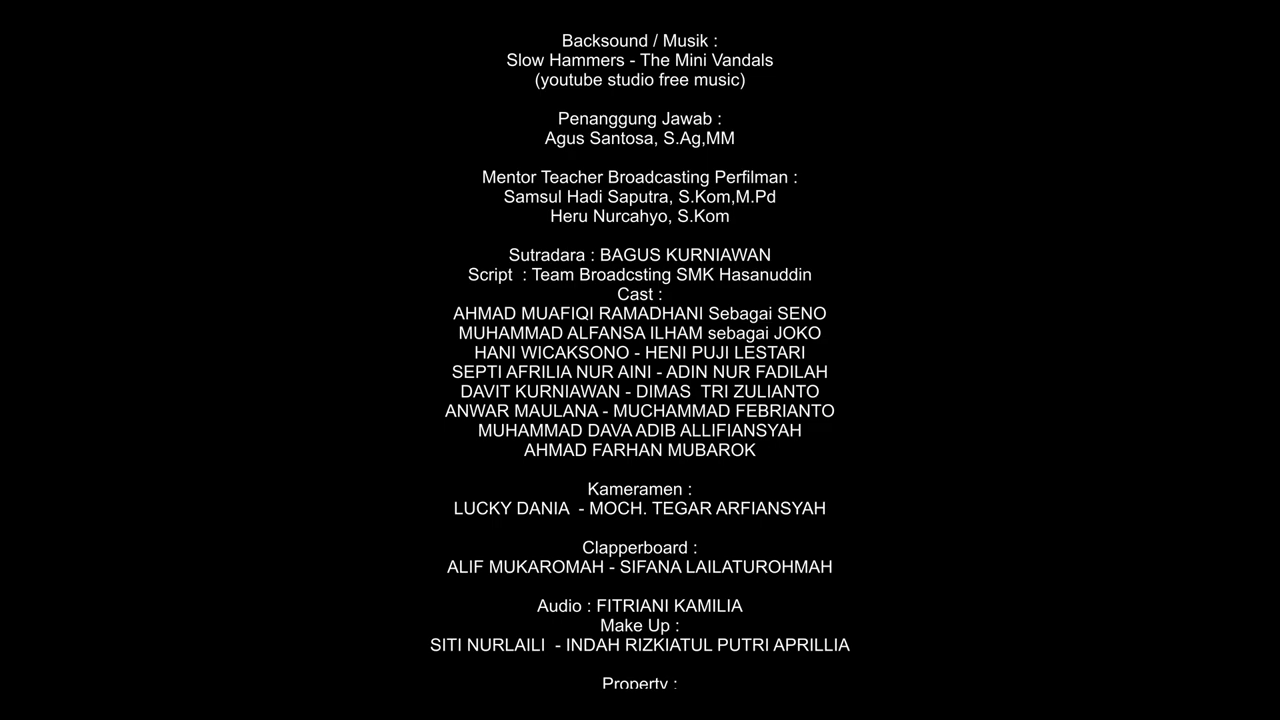 Backsound / Musik :
Slow Hammers - The Mini Vandals
(youtube studio free music)
Penanggung Jawab :
Agus Santosa, S.Ag,MM
Mentor Teacher Broadcasting Perfilman :
Samsul Hadi Saputra, S.Kom,M.Pd
Heru Nurcahyo, S.Kom
Sutradara : BAGUS KURNIAWAN
Script  : Team Broadcsting SMK Hasanuddin
Cast :
AHMAD MUAFIQI RAMADHANI Sebagai SENO
MUHAMMAD ALFANSA ILHAM sebagai JOKO
HANI WICAKSONO - HENI PUJI LESTARI
SEPTI AFRILIA NUR AINI - ADIN NUR FADILAH
DAVIT KURNIAWAN - DIMAS  TRI ZULIANTO
ANWAR MAULANA - MUCHAMMAD FEBRIANTO
MUHAMMAD DAVA ADIB ALLIFIANSYAH
AHMAD FARHAN MUBAROK
Kameramen :
LUCKY DANIA  - MOCH. TEGAR ARFIANSYAH
Clapperboard :
ALIF MUKAROMAH - SIFANA LAILATUROHMAH
Audio : FITRIANI KAMILIA
Make Up :
SITI NURLAILI  - INDAH RIZKIATUL PUTRI APRILLIA
Property :